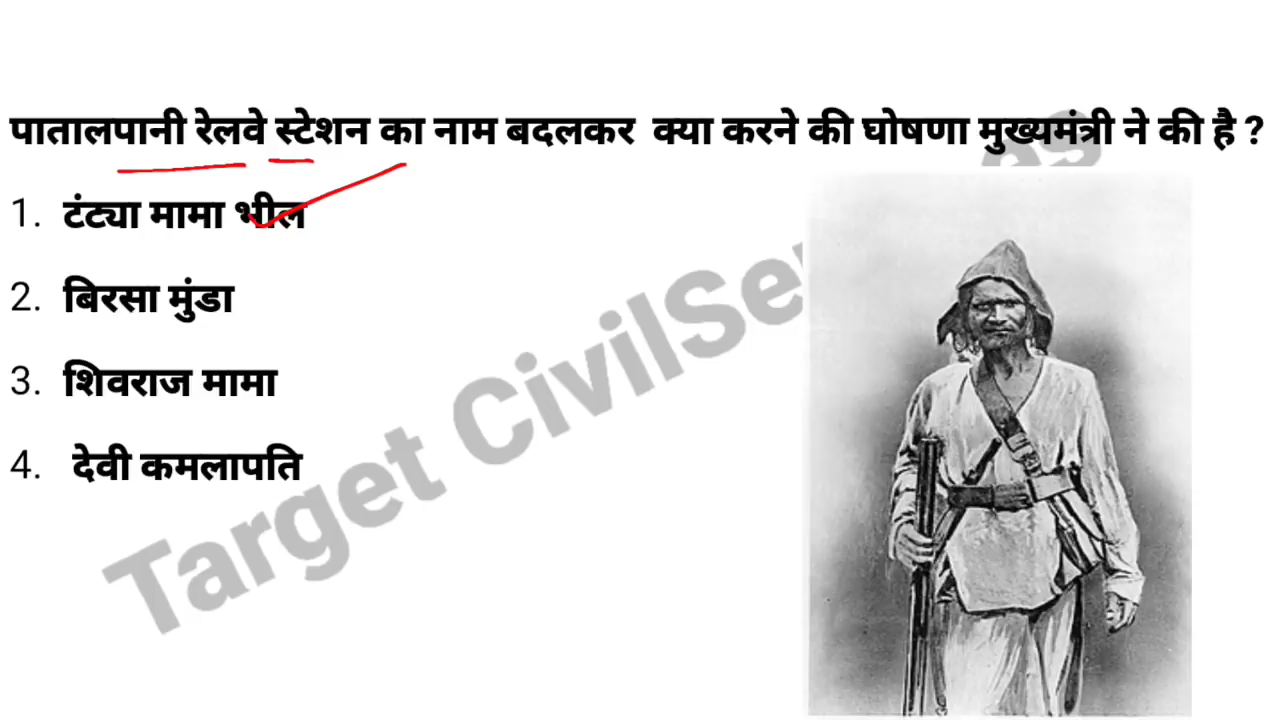 पातालपानी रेलवे स्टेशन का नाम बदलकर क्या करने की घोषणा मुख्यमंत्री ने की है ?
1. टंट्या मामा भील
2. बिरसा मुंडा
3. शिवराज मामा
4. देवी कमलापति
Target CivilSe